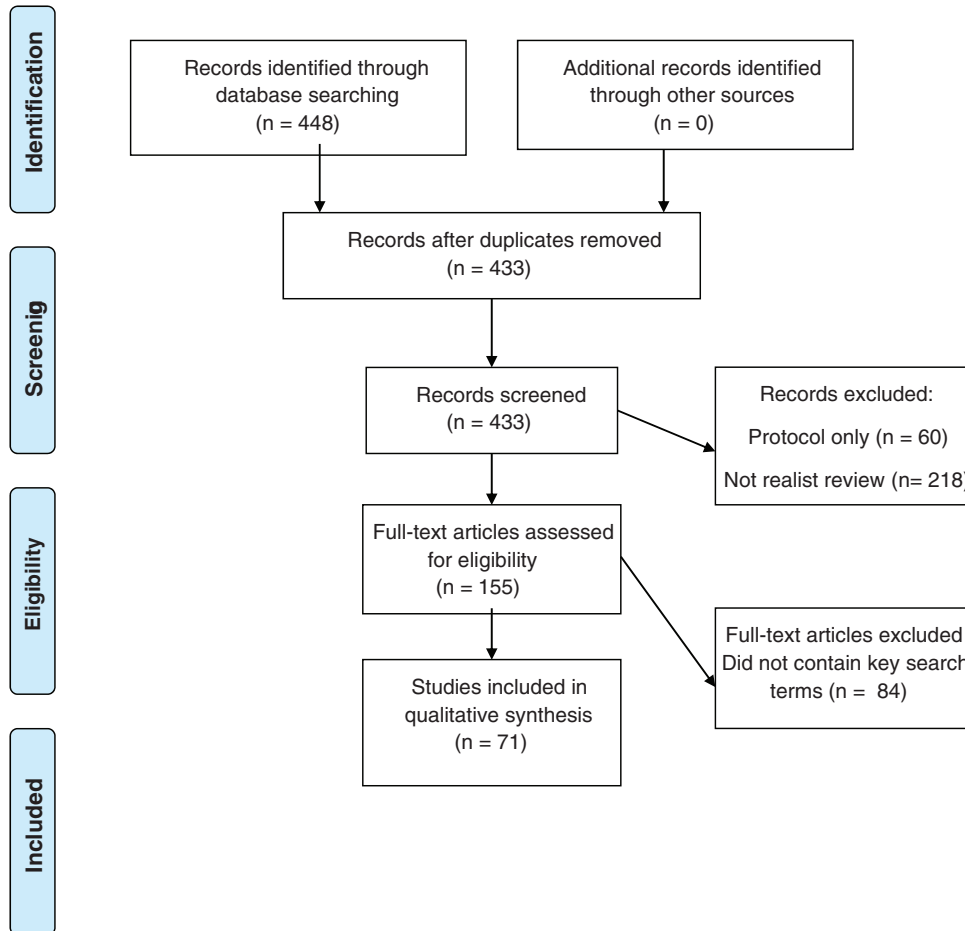 Identification
Records identified through
database searching
(n = 448)
Additional records identified
through other sources
(n = 0)
Records after duplicates removed
(n = 433)
Screenig
Records screened
(n = 433)
Records excluded:
Protocol only (n = 60)
Not realist review (n= 218)
Eligibility
Full-text articles assessed
for eligibility
(n = 155)
Full-text articles excluded
Did not contain key search
terms (n = 84)
Studies included in
qualitative synthesis
(n = 71)
Included